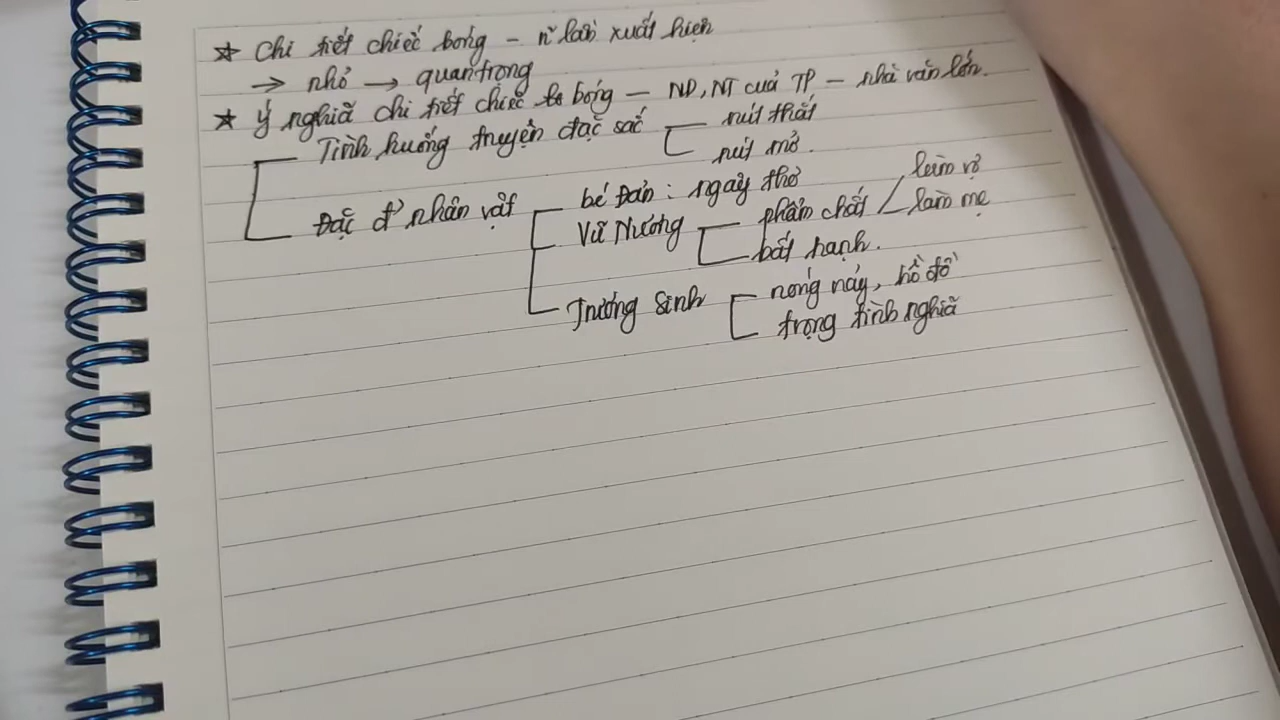 ☆ Chi tiết chiếc bóng – n~ lần xuất hiện
→ nhỏ → quan trọng
☆ Ý nghĩa chi tiết chiếc bóng – ND, NT của TP – nhà văn lớn.
Tình huống truyện đặc sắc
nút thắt
nút mở.
Đặc đ' nhân vật
bé Đản: ngây thơ
Vũ Nương
phẩm chất
làm vợ
làm mẹ
bất hạnh.
Trương Sinh
nóng nảy, hồ đồ
trọng tình nghĩa